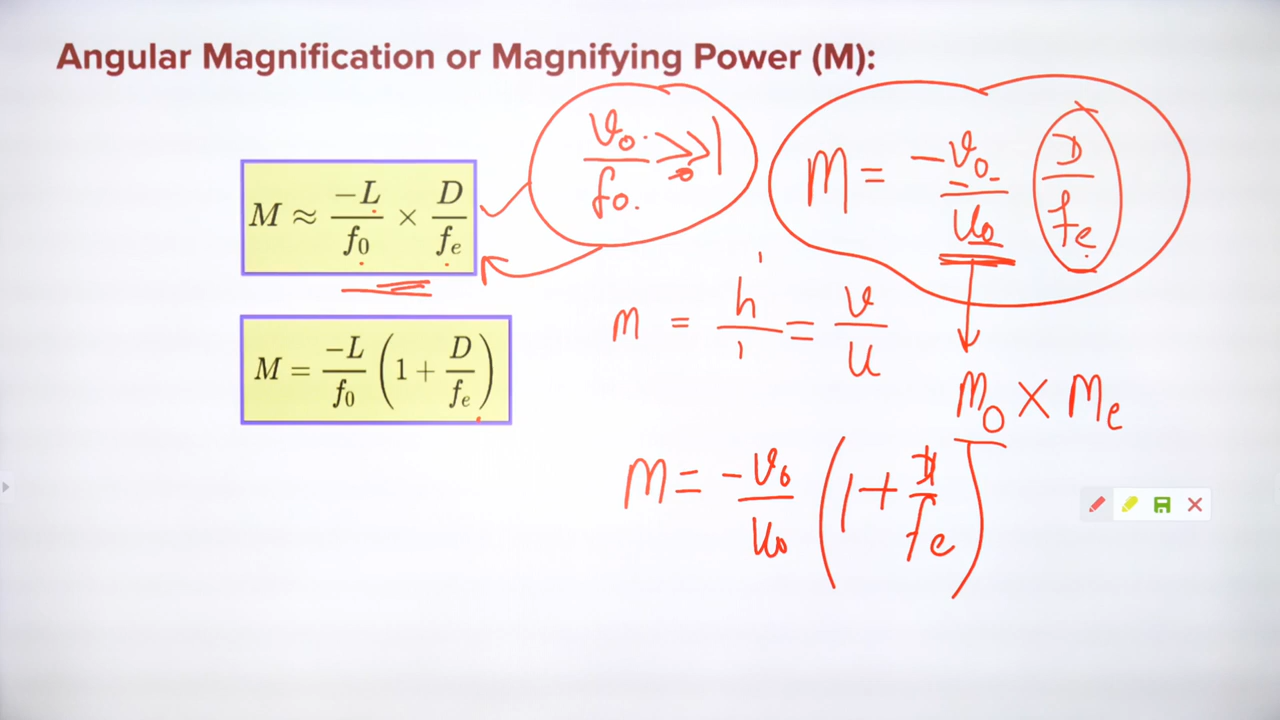 Angular Magnification or Magnifying Power (M):
M ≈ -L/f₀ × D/fₑ
v₀/f₀ >> 1
M = -v₀/u₀ D/fₑ
m = h'/ = v/u
M = -L/f₀ (1 + D/fₑ)
M₀ × Mₑ
M = -v₀/u₀ (1 + D/fₑ)